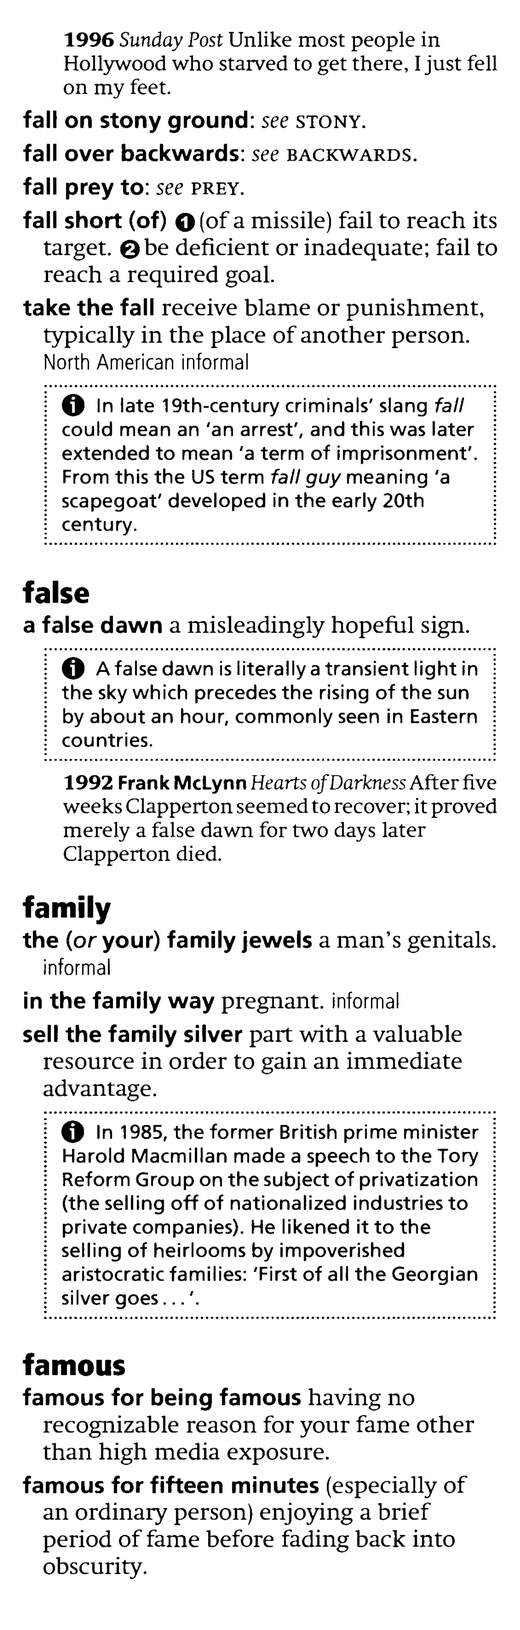 1996 Sunday Post Unlike most people in
Hollywood who starved to get there, I just fell
on my feet.
fall on stony ground: see STONY.
fall over backwards: see BACKWARDS.
fall prey to: see PREY.
fall short (of) ❶ (of a missile) fail to reach its
target. ❷ be deficient or inadequate; fail to
reach a required goal.
take the fall receive blame or punishment,
typically in the place of another person.
North American informal
In late 19th-century criminals' slang fall
could mean an 'an arrest', and this was later
extended to mean 'a term of imprisonment'.
From this the US term fall guy meaning 'a
scapegoat' developed in the early 20th
century.
false
a false dawn a misleadingly hopeful sign.
A false dawn is literally a transient light in
the sky which precedes the rising of the sun
by about an hour, commonly seen in Eastern
countries.
1992 Frank McLynn Hearts of Darkness After five
weeks Clapperton seemed to recover; it proved
merely a false dawn for two days later
Clapperton died.
family
the (or your) family jewels a man's genitals.
informal
in the family way pregnant. informal
sell the family silver part with a valuable
resource in order to gain an immediate
advantage.
In 1985, the former British prime minister
Harold Macmillan made a speech to the Tory
Reform Group on the subject of privatization
(the selling off of nationalized industries to
private companies). He likened it to the
selling of heirlooms by impoverished
aristocratic families: 'First of all the Georgian
silver goes . . . '.
famous
famous for being famous having no
recognizable reason for your fame other
than high media exposure.
famous for fifteen minutes (especially of
an ordinary person) enjoying a brief
period of fame before fading back into
obscurity.